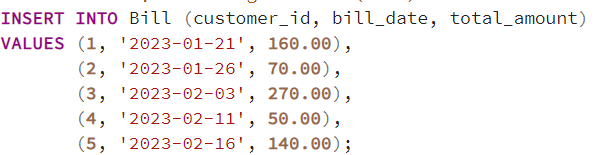 INSERT INTO Bill (customer_id, bill_date, total_amount)
VALUES (1, '2023-01-21', 160.00),
(2, '2023-01-26', 70.00),
(3, '2023-02-03', 270.00),
(4, '2023-02-11', 50.00),
(5, '2023-02-16', 140.00);